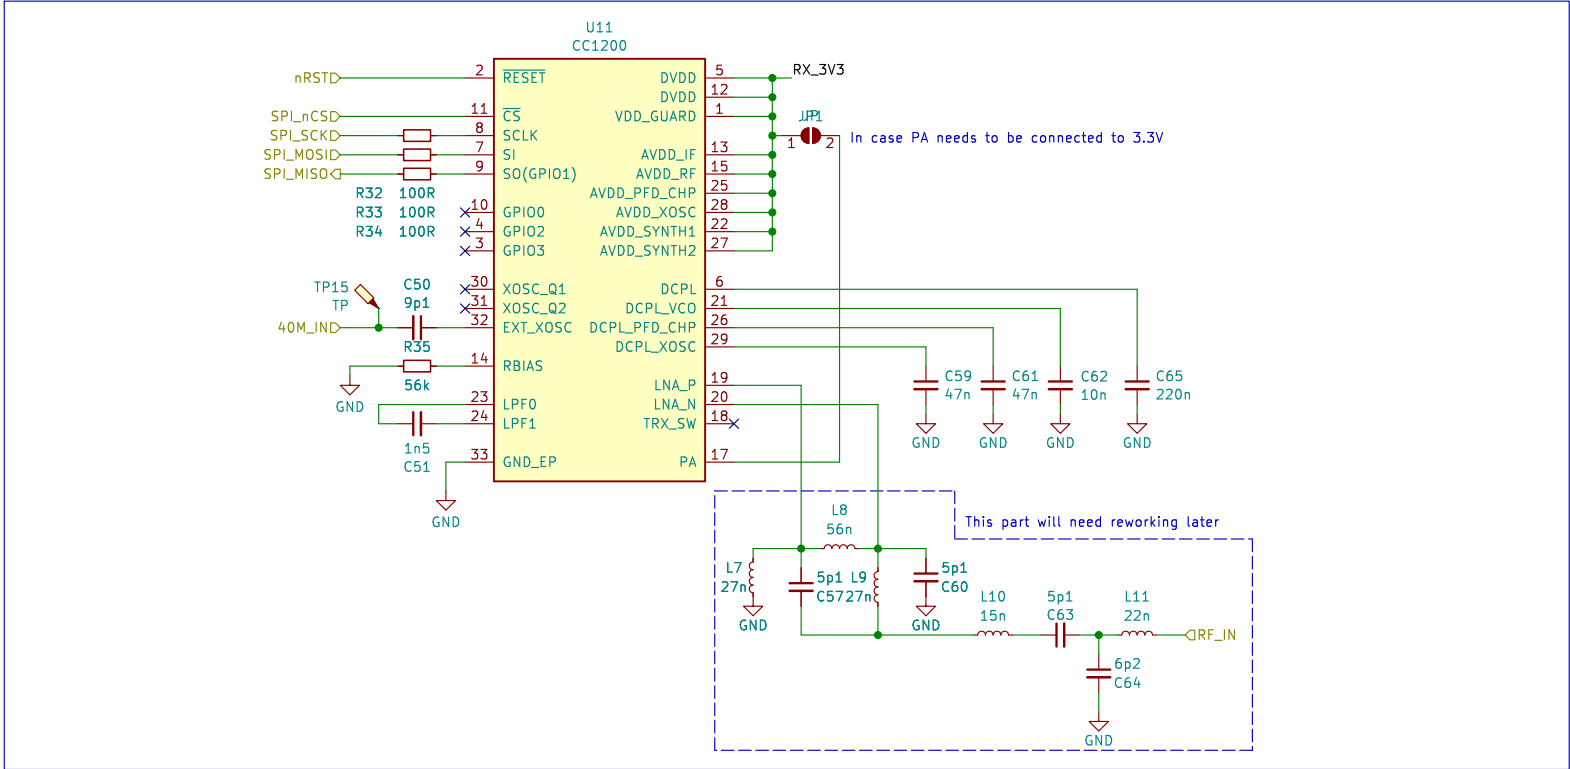 U11
CC1200
nRST 2 RESET DVDD 5 RX_3V3
DVDD 12
SPI_nCS 11 CS VDD_GUARD 1
JP1
SPI_SCK 8 SCLK 1 2 In case PA needs to be connected to 3.3V
SPI_MOSI 7 SI AVDD_IF 13
SPI_MISO 9 SO(GPIO1) AVDD_RF 15
R32 100R AVDD_PFD_CHP 25
R33 100R 10 GPIO0 AVDD_XOSC 28
R34 100R 4 GPIO2 AVDD_SYNTH1 22
3 GPIO3 AVDD_SYNTH2 27
TP15 C50 30 XOSC_Q1 DCPL 6
TP 9p1 31 XOSC_Q2 DCPL_VCO 21
40M_IN 32 EXT_XOSC DCPL_PFD_CHP 26
R35 DCPL_XOSC 29
14 RBIAS
56k LNA_P 19 C59 C61 C62 C65
47n 47n 10n 220n
GND 23 LPF0 LNA_N 20
24 LPF1 TRX_SW 18
1n5 GND GND GND GND
C51 33 GND_EP PA 17
GND
L8 This part will need reworking later
56n
L7 5p1 L9 5p1
27n C57 27n C60
L10 5p1 L11
15n C63 22n
GND GND
RF_IN
6p2
C64
GND